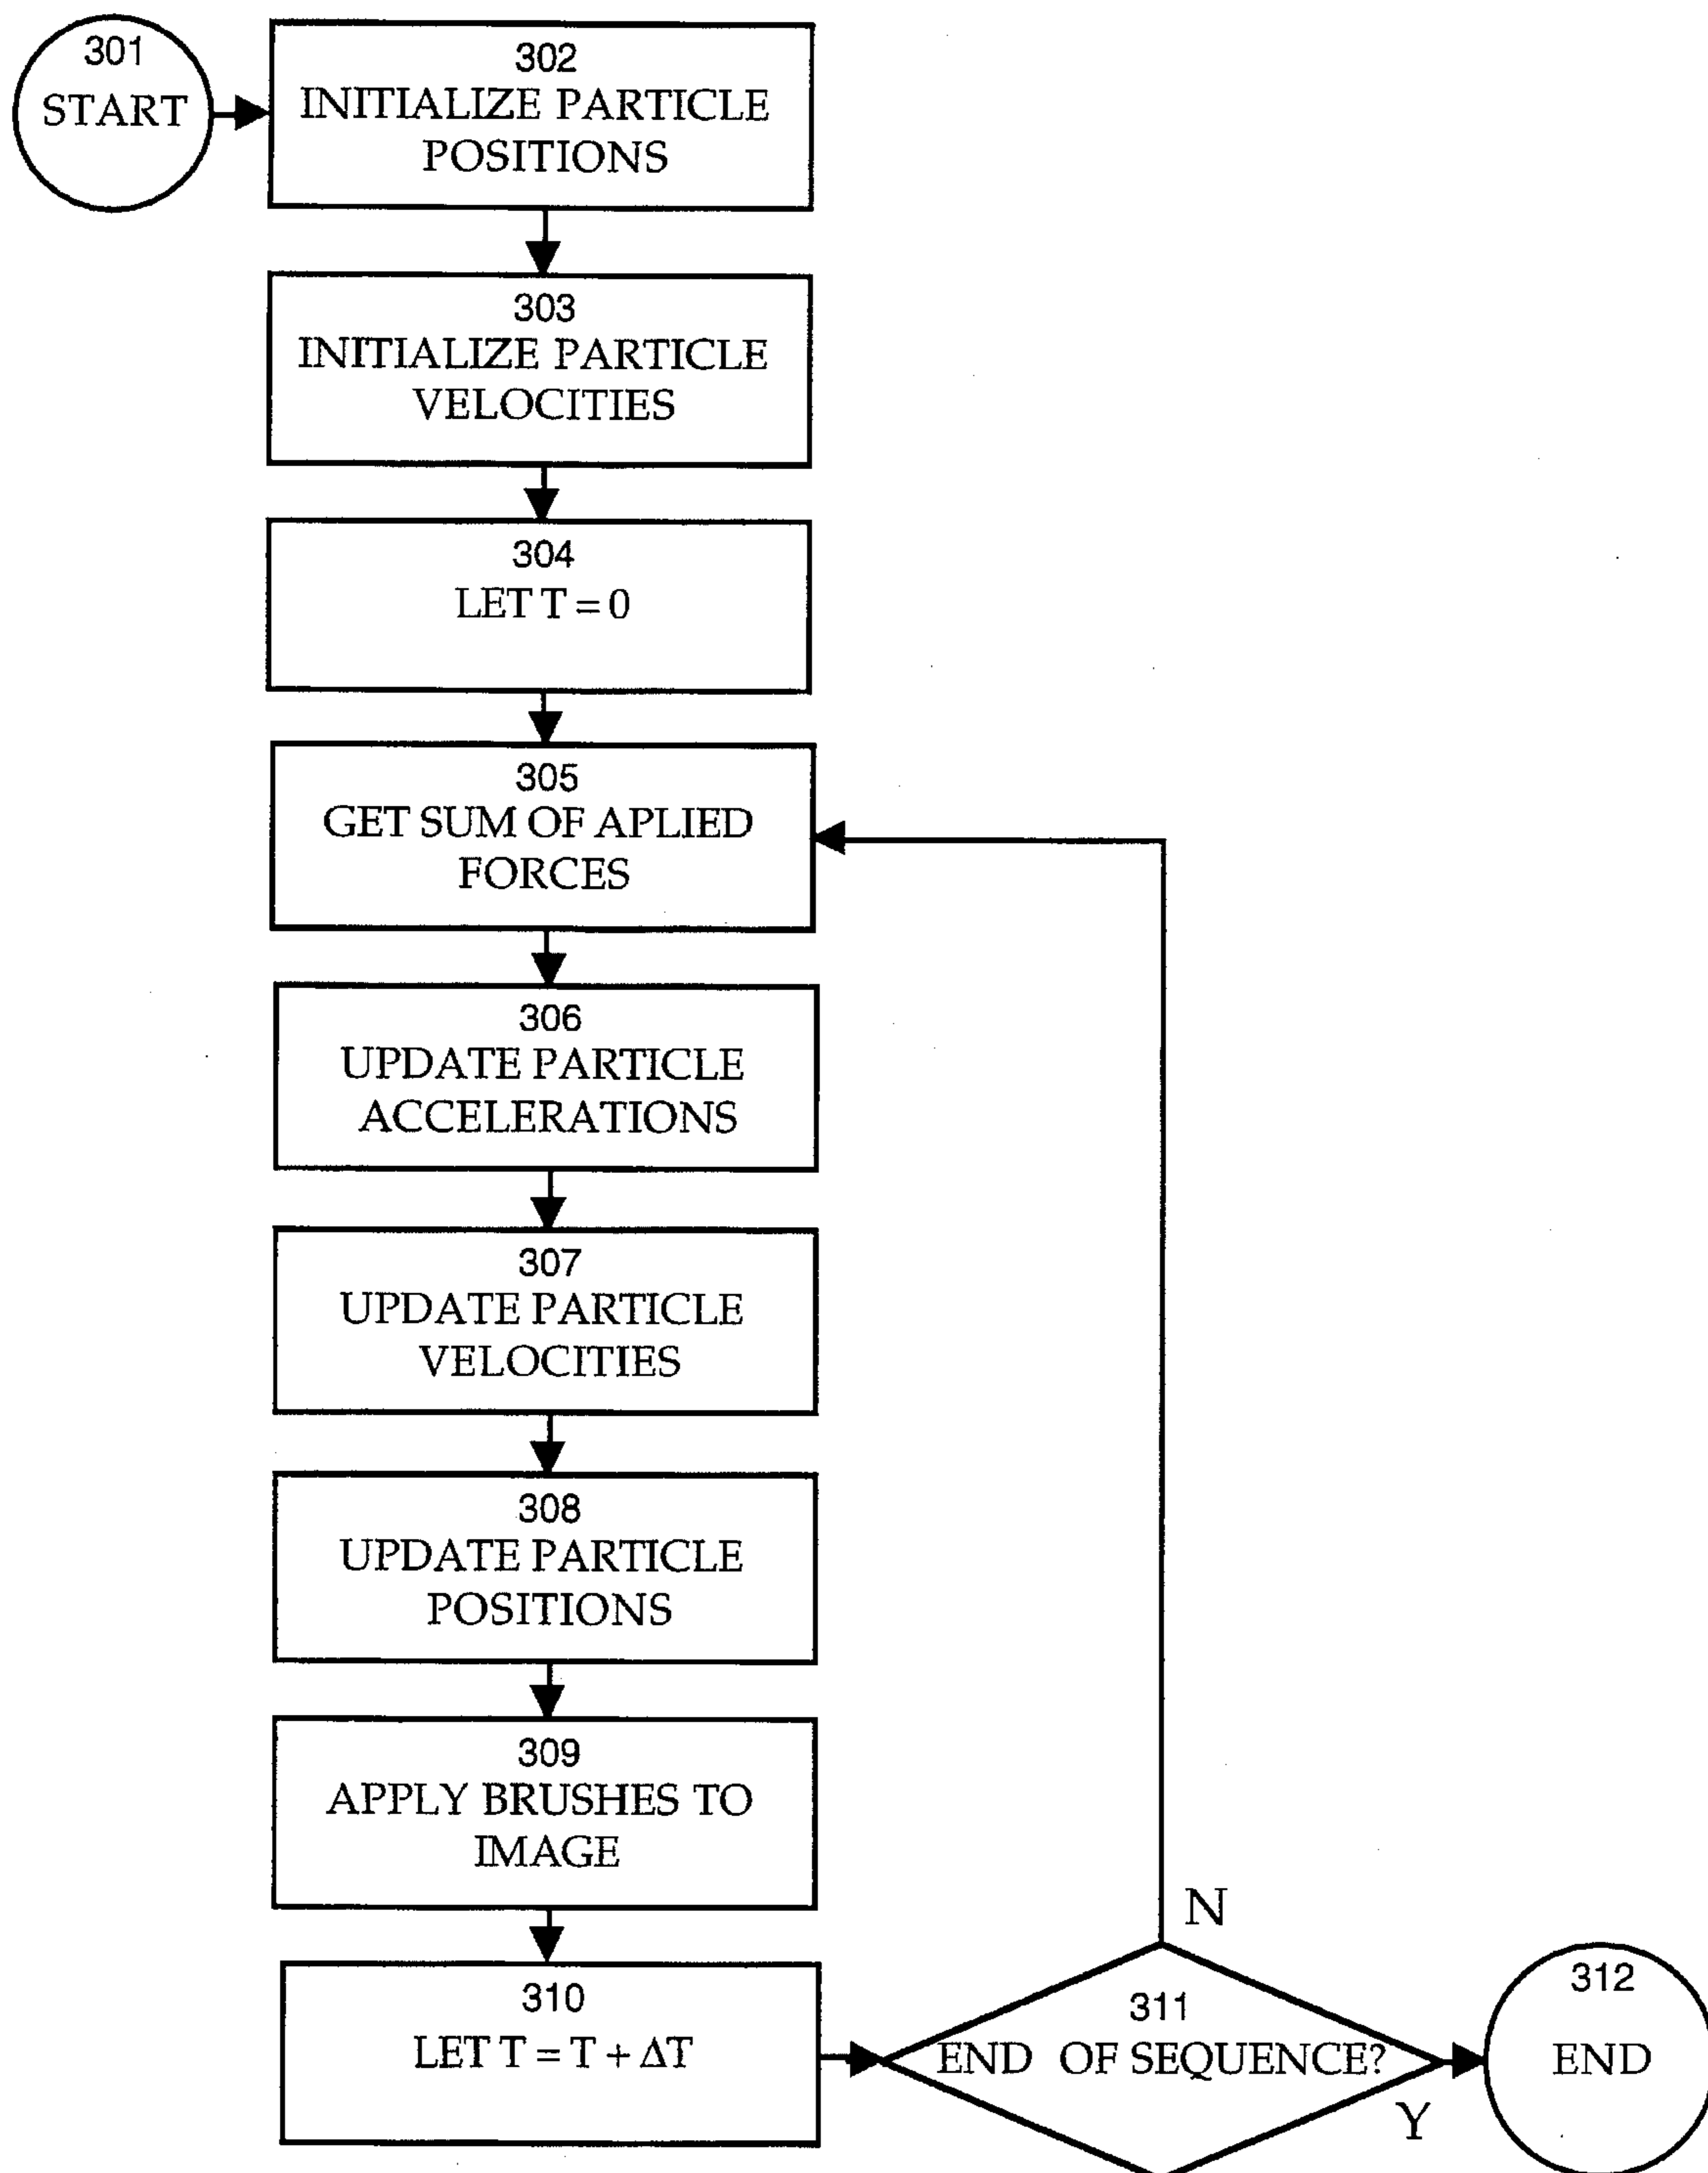 301
START
302
INITIALIZE PARTICLE
POSITIONS
303
INITIALIZE PARTICLE
VELOCITIES
304
LET T = 0
305
GET SUM OF APLIED
FORCES
306
UPDATE PARTICLE
ACCELERATIONS
307
UPDATE PARTICLE
VELOCITIES
308
UPDATE PARTICLE
POSITIONS
309
APPLY BRUSHES TO
IMAGE
310
LET T = T + ΔT
N
311
END OF SEQUENCE?
Y
312
END